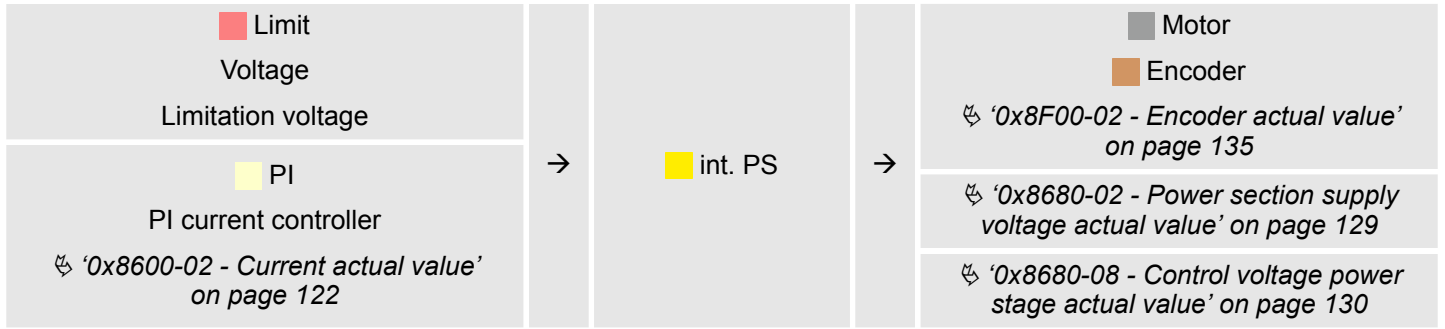 Limit
Voltage
Limitation voltage
PI
PI current controller
↳ ‘0x8600-02 - Current actual value’
on page 122
→
int. PS
→
Motor
Encoder
↳ ‘0x8F00-02 - Encoder actual value’
on page 135
↳ ‘0x8680-02 - Power section supply
voltage actual value’ on page 129
↳ ‘0x8680-08 - Control voltage power
stage actual value’ on page 130